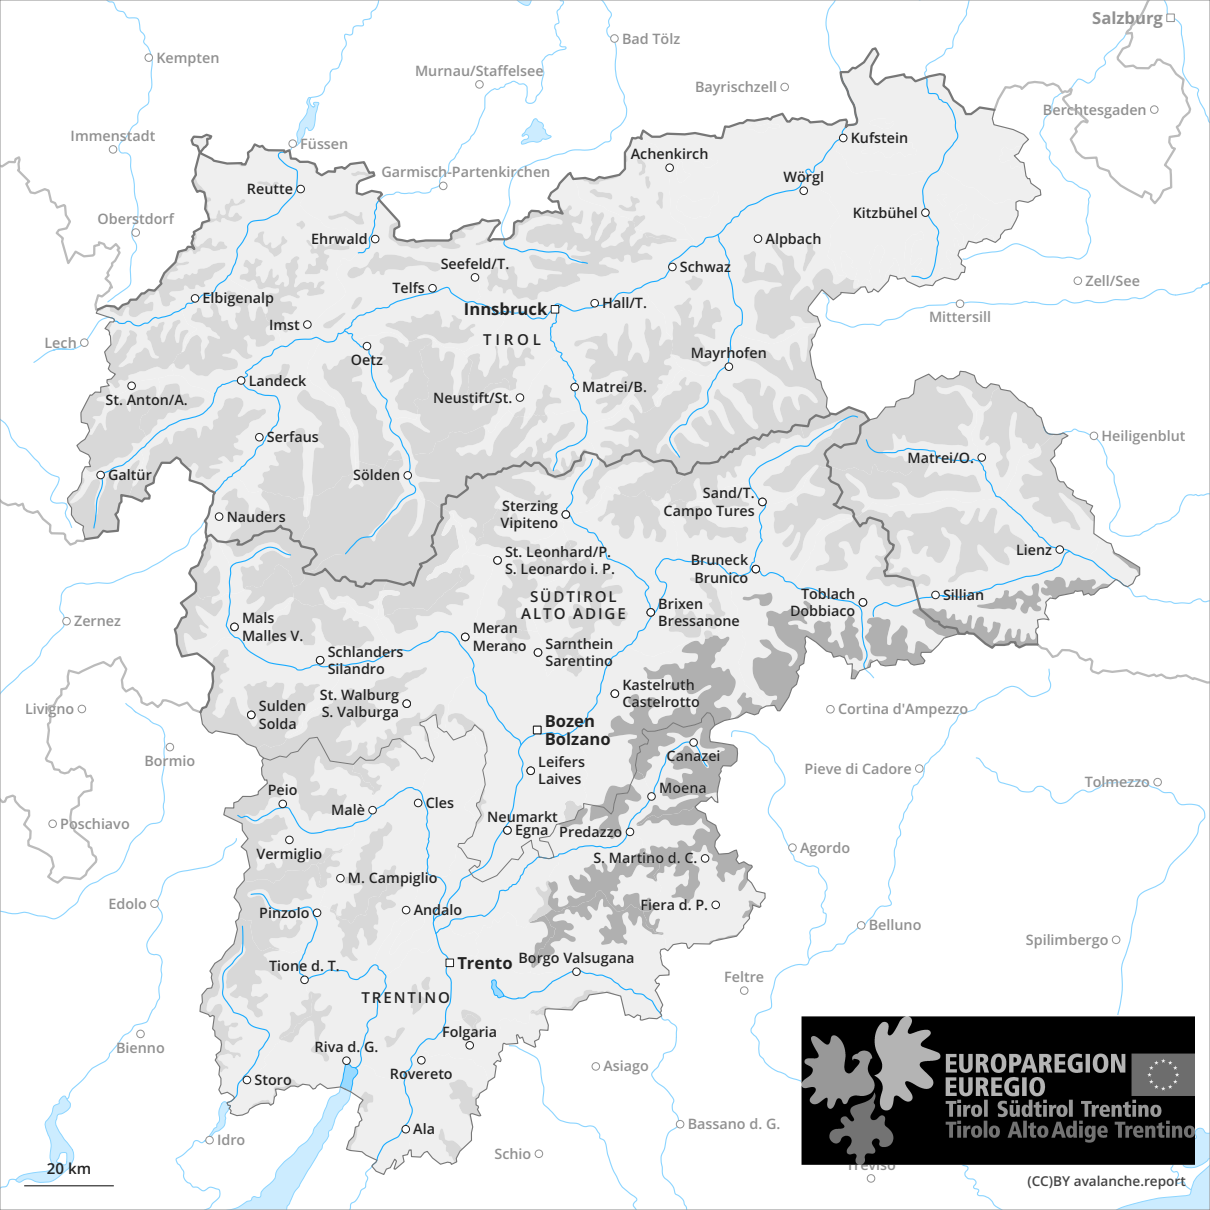 Salzburg
Bad Tölz
Kempten
Murnau/Staffelsee
Bayrischzell
Berchtesgaden
Immenstadt
Füssen
Kufstein
Achenkirch
Garmisch-Partenkirchen
Wörgl
Reutte
Oberstdorf
Kitzbühel
Ehrwald
Alpbach
Seefeld/T.
Schwaz
Zell/See
Telfs
Elbigenalp
Hall/T.
Innsbruck
Mittersill
Imst
TIROL
Lech
Mayrhofen
Oetz
Landeck
Matrei/B.
St. Anton/A.
Neustift/St.
Serfaus
Heiligenblut
Matrei/O.
Galtür
Sölden
Sand/T.
Campo Tures
Sterzing
Vipiteno
Nauders
Lienz
St. Leonhard/P.
S. Leonardo i. P.
Bruneck
Brunico
SÜDTIROL
ALTO ADIGE
Toblach
Dobbiaco
Sillian
Brixen
Bressanone
Mals
Malles V.
Zernez
Meran
Merano
Sarnthein
Sarentino
Schlanders
Silandro
Kastelruth
Castelrotto
St. Walburg
S. Valburga
Sulden
Solda
Livigno
Cortina d'Ampezzo
Bozen
Bolzano
Bormio
Canazei
Leifers
Laives
Pieve di Cadore
Tolmezzo
Peio
Moena
Malè
Cles
Neumarkt
Egna
Predazzo
Poschiavo
Vermiglio
Agordo
S. Martino d. C.
M. Campiglio
Edolo
Pinzolo
Andalo
Fiera d. P.
Belluno
Spilimbergo
Tione d. T.
Trento
Borgo Valsugana
Feltre
TRENTINO
Folgaria
Bienno
Riva d. G.
Rovereto
Asiago
Storo
EUROPAREGION
EUREGIO
Tirol Südtirol Trentino
Tirolo Alto Adige Trentino
Idro
Ala
Bassano d. G.
Schio
Treviso
20 km
(CC)BY avalanche.report